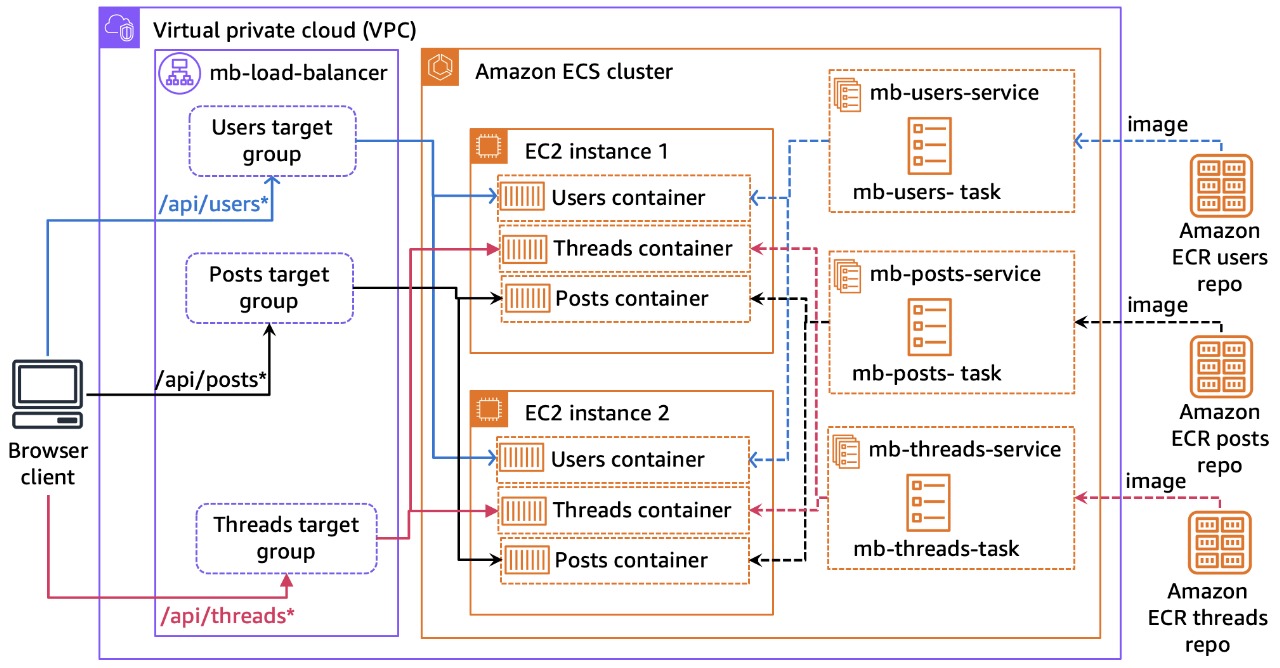 Virtual private cloud (VPC)
mb-load-balancer
Users target
group
/api/users*
Posts target
group
/api/posts*
Browser
client
Threads target
group
/api/threads*
Amazon ECS cluster
EC2 instance 1
Users container
Threads container
Posts container
EC2 instance 2
Users container
Threads container
Posts container
mb-users-service
mb-users- task
mb-posts-service
mb-posts- task
mb-threads-service
mb-threads-task
image
Amazon
ECR users
repo
image
Amazon
ECR posts
repo
image
Amazon
ECR threads
repo